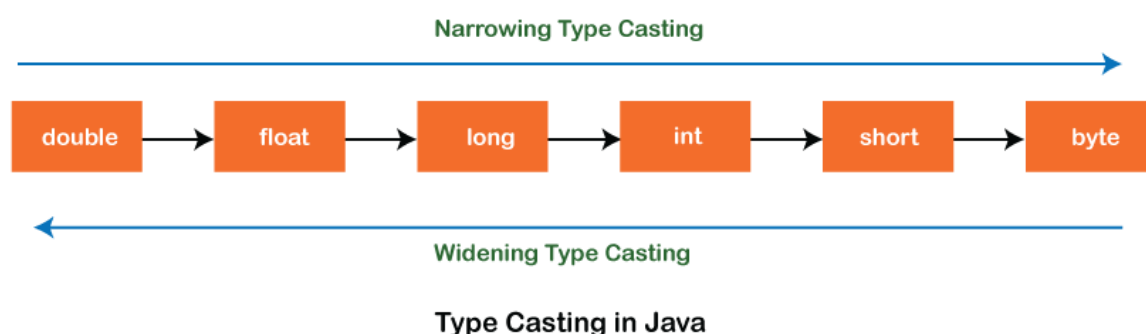 Narrowing Type Casting
double float long int short byte
Widening Type Casting
Type Casting in Java